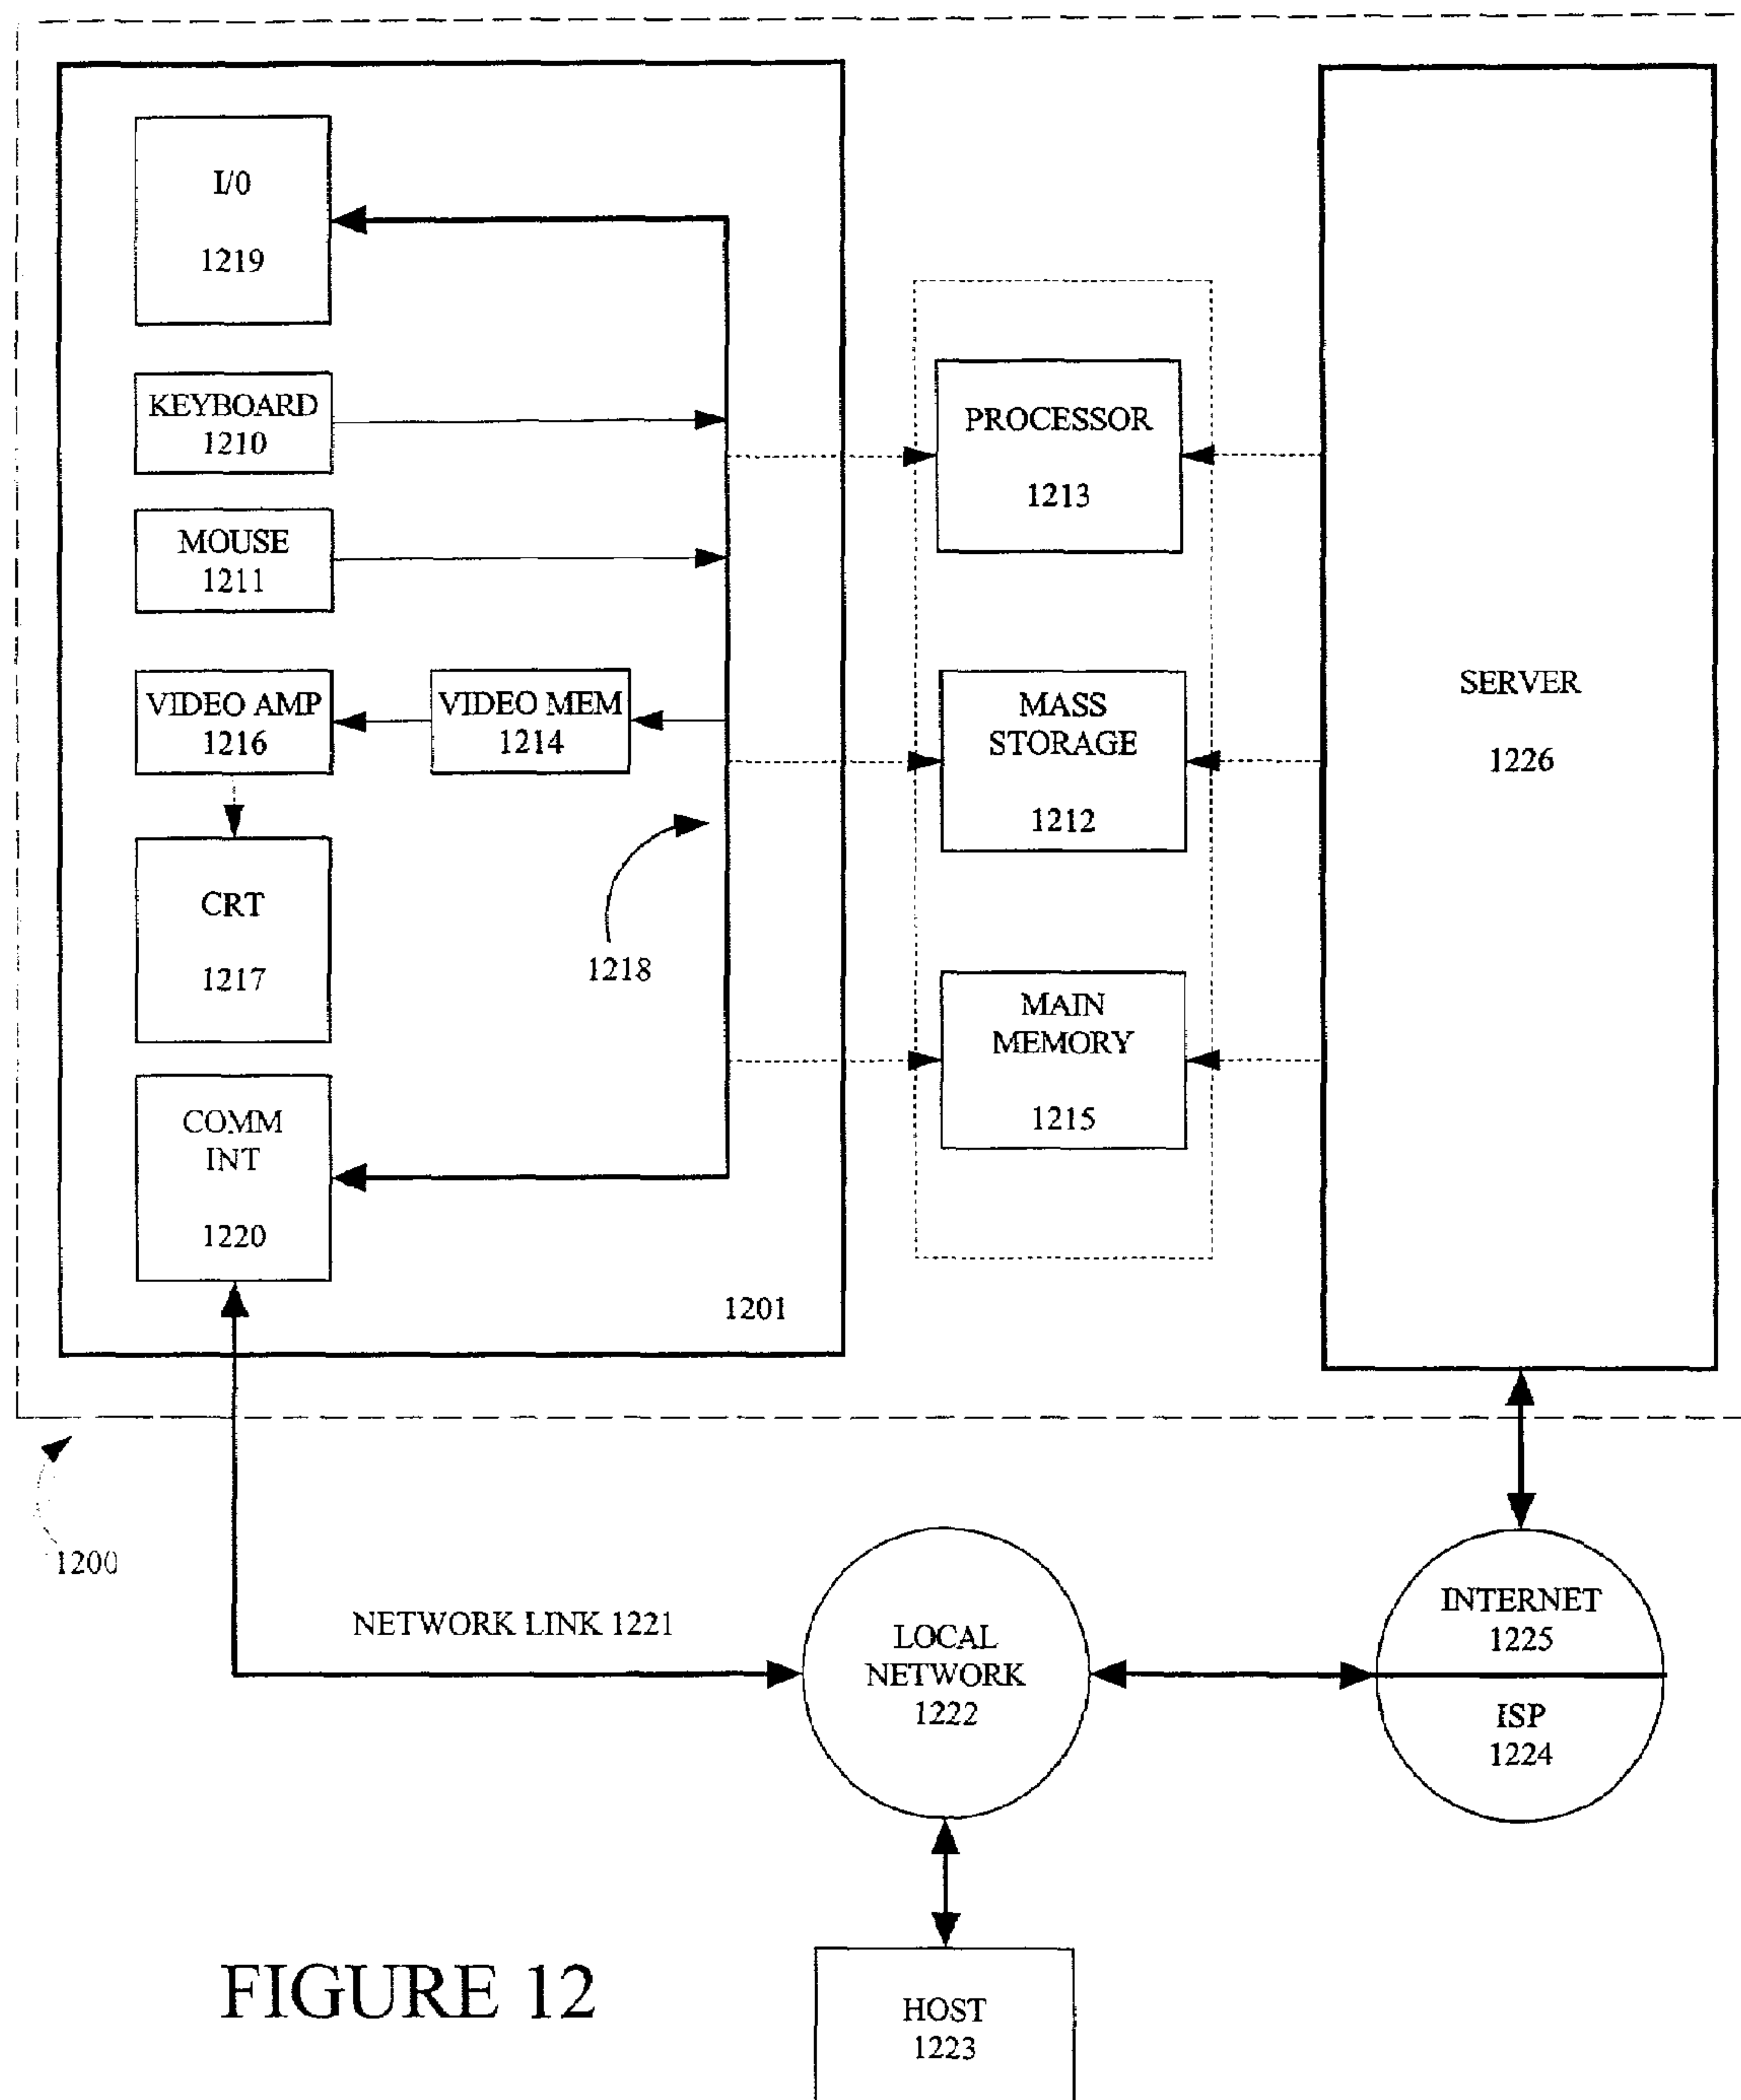 I/0
1219
KEYBOARD
1210
MOUSE
1211
VIDEO AMP
1216
VIDEO MEM
1214
CRT
1217
1218
COMM
INT
1220
1201
PROCESSOR
1213
MASS
STORAGE
1212
MAIN
MEMORY
1215
SERVER
1226
1200
NETWORK LINK 1221
LOCAL
NETWORK
1222
INTERNET
1225
ISP
1224
HOST
1223
FIGURE 12